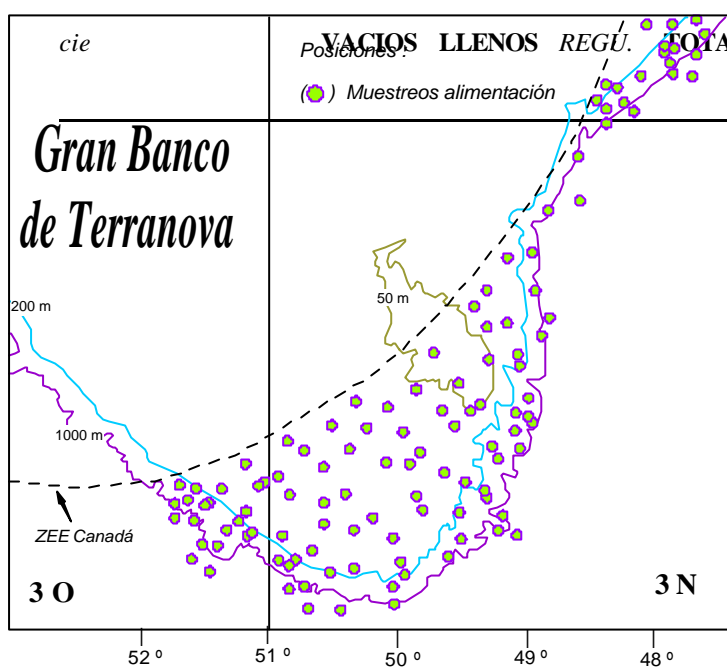 cie VACIOS LLENOS REGU. TOTA
Posiciones :
( ) Muestreos alimentación
Gran Banco
de Terranova
200 m
50 m
1000 m
ZEE Canadá
3 O
3 N
52 º 51 º 50 º 49 º 48 º